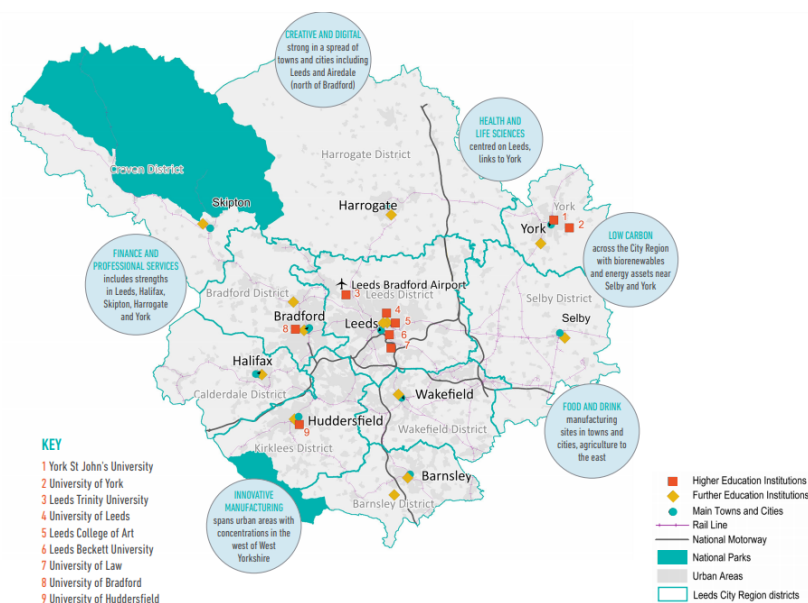 CREATIVE AND DIGITAL
strong in a spread of
towns and cities including
Leeds and Airedale
(north of Bradford)
HEALTH AND
LIFE SCIENCES
centred on Leeds,
links to York
Harrogate District
Craven District
Skipton
Harrogate
York
1
York
2
LOW CARBON
across the City Region
with biorenewables
and energy assets near
Selby and York
FINANCE AND
PROFESSIONAL SERVICES
includes strengths
in Leeds, Halifax,
Skipton, Harrogate
and York
Leeds Bradford Airport
3
Leeds District
Bradford District
Selby District
4
Bradford
8
Leeds
5
6
7
Selby
Halifax
Calderdale District
Wakefield
Wakefield District
Huddersfield
9
Kirklees District
FOOD AND DRINK
manufacturing
sites in towns and
cities, agriculture to
the east
Barnsley
Barnsley District
INNOVATIVE
MANUFACTURING
spans urban areas with
concentrations in the
west of West
Yorkshire
KEY
1 York St John's University
2 University of York
3 Leeds Trinity University
4 University of Leeds
5 Leeds College of Art
6 Leeds Beckett University
7 University of Law
8 University of Bradford
9 University of Huddersfield
Higher Education Institutions
Further Education Institutions
Main Towns and Cities
Rail Line
National Motorway
National Parks
Urban Areas
Leeds City Region districts